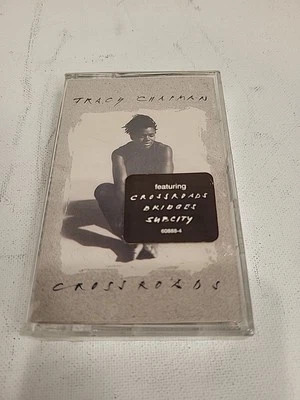 TRACY CHAPMAN
featuring
CROSSROADS
BRIDGES
SUBCITY
60888-4
CROSSROADS